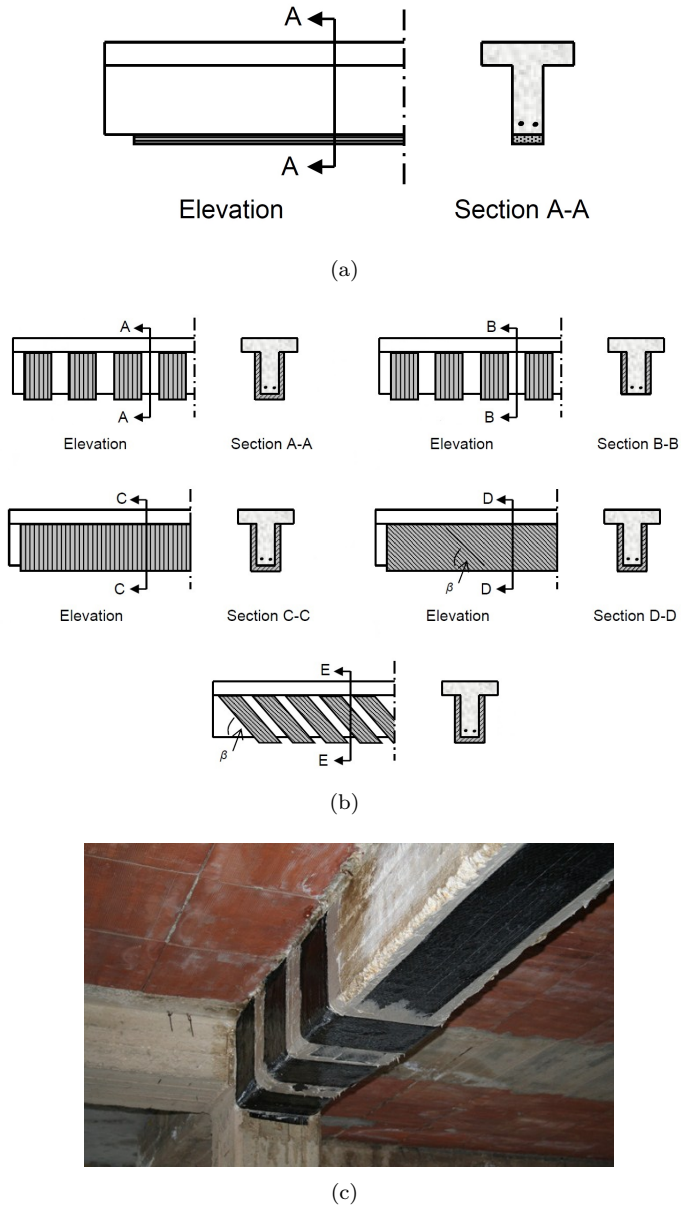 A
A
Elevation Section A-A
(a)
A B
A B
Elevation Section A-A Elevation Section B-B
C D
β
C D
Elevation Section C-C Elevation Section D-D
E
β
E
(b)
(c)